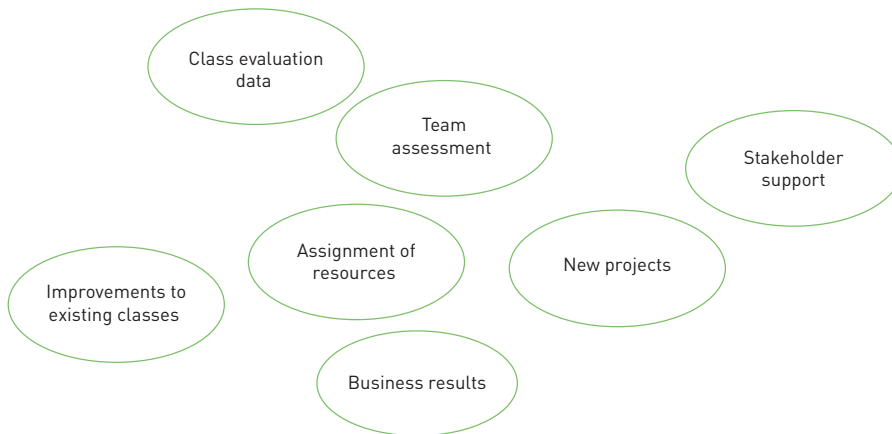 Class evaluation
data
Team
assessment
Stakeholder
support
Assignment of
resources
New projects
Improvements to
existing classes
Business results